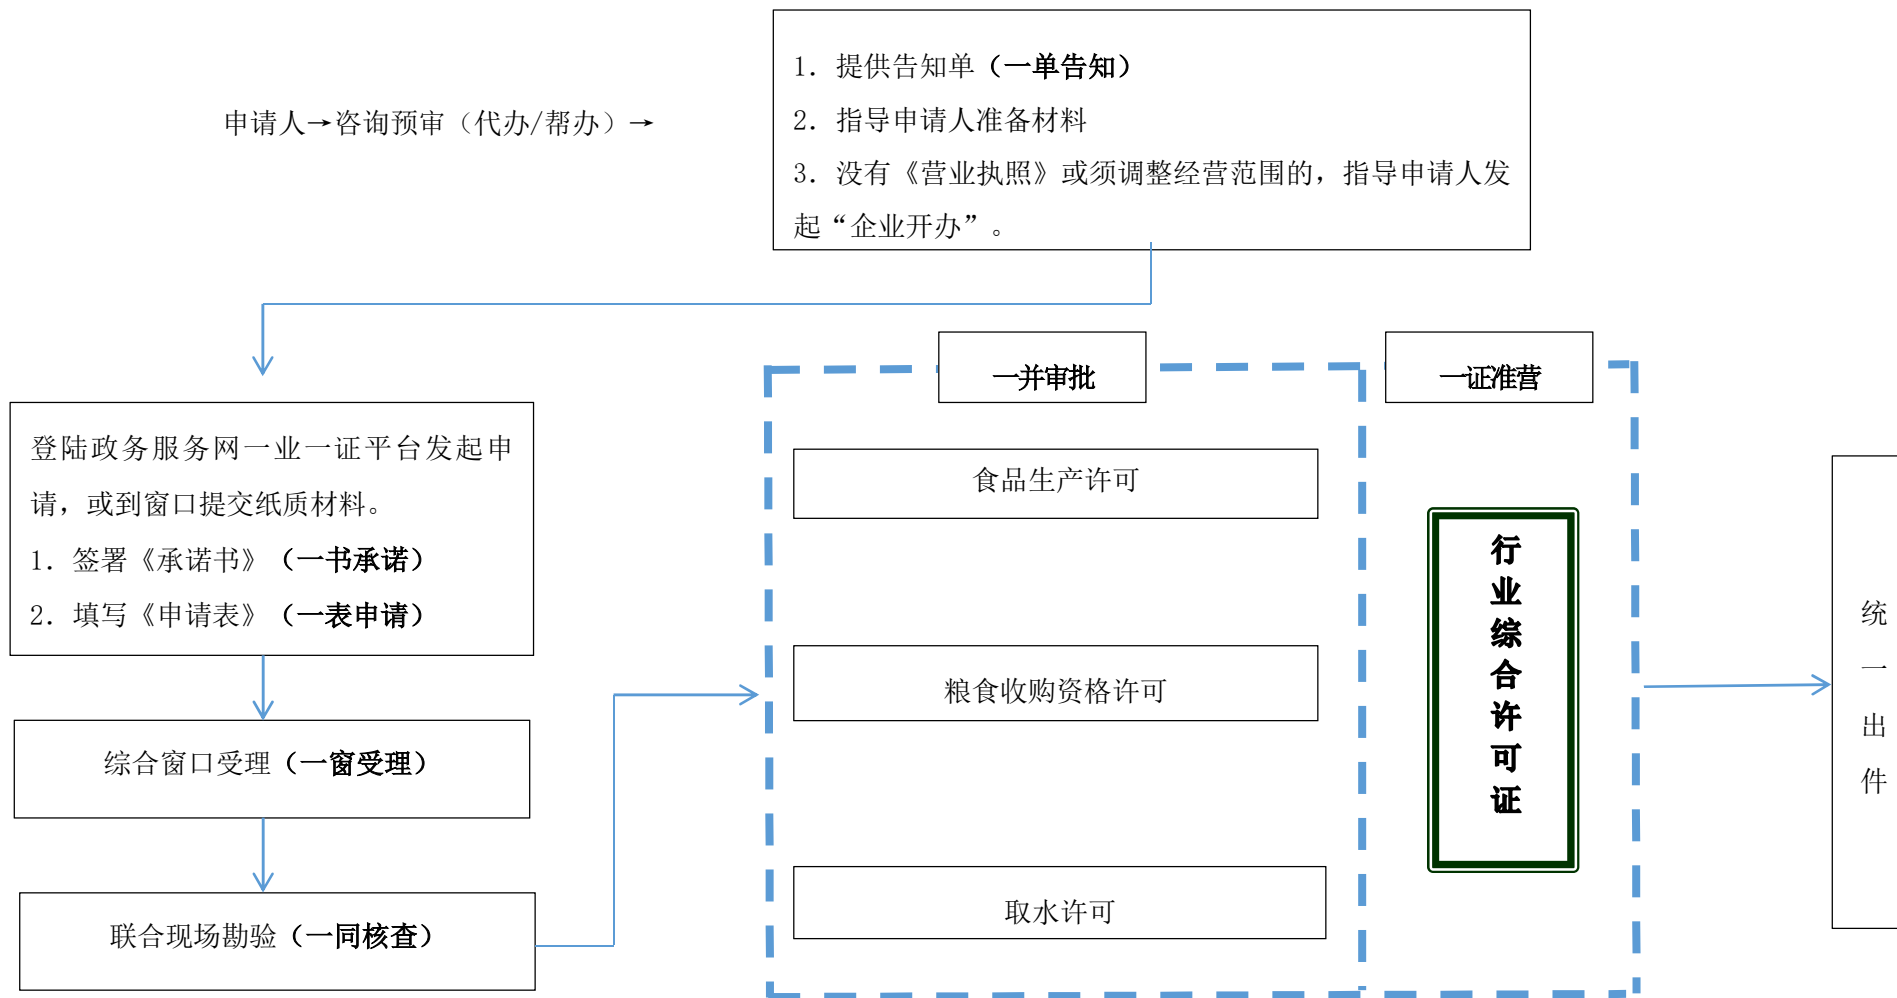 1. 提供告知单（一单告知）
申请人→咨询预审（代办/帮办）→
2. 指导申请人准备材料
3. 没有《营业执照》或须调整经营范围的，指导申请人发
起“企业开办”。
一并审批
一证准营
登陆政务服务网一业一证平台发起申
请，或到窗口提交纸质材料。
1. 签署《承诺书》（一书承诺）
2. 填写《申请表》（一表申请）
食品生产许可
行业综合许可证
统一出件
粮食收购资格许可
综合窗口受理（一窗受理）
取水许可
联合现场勘验（一同核查）